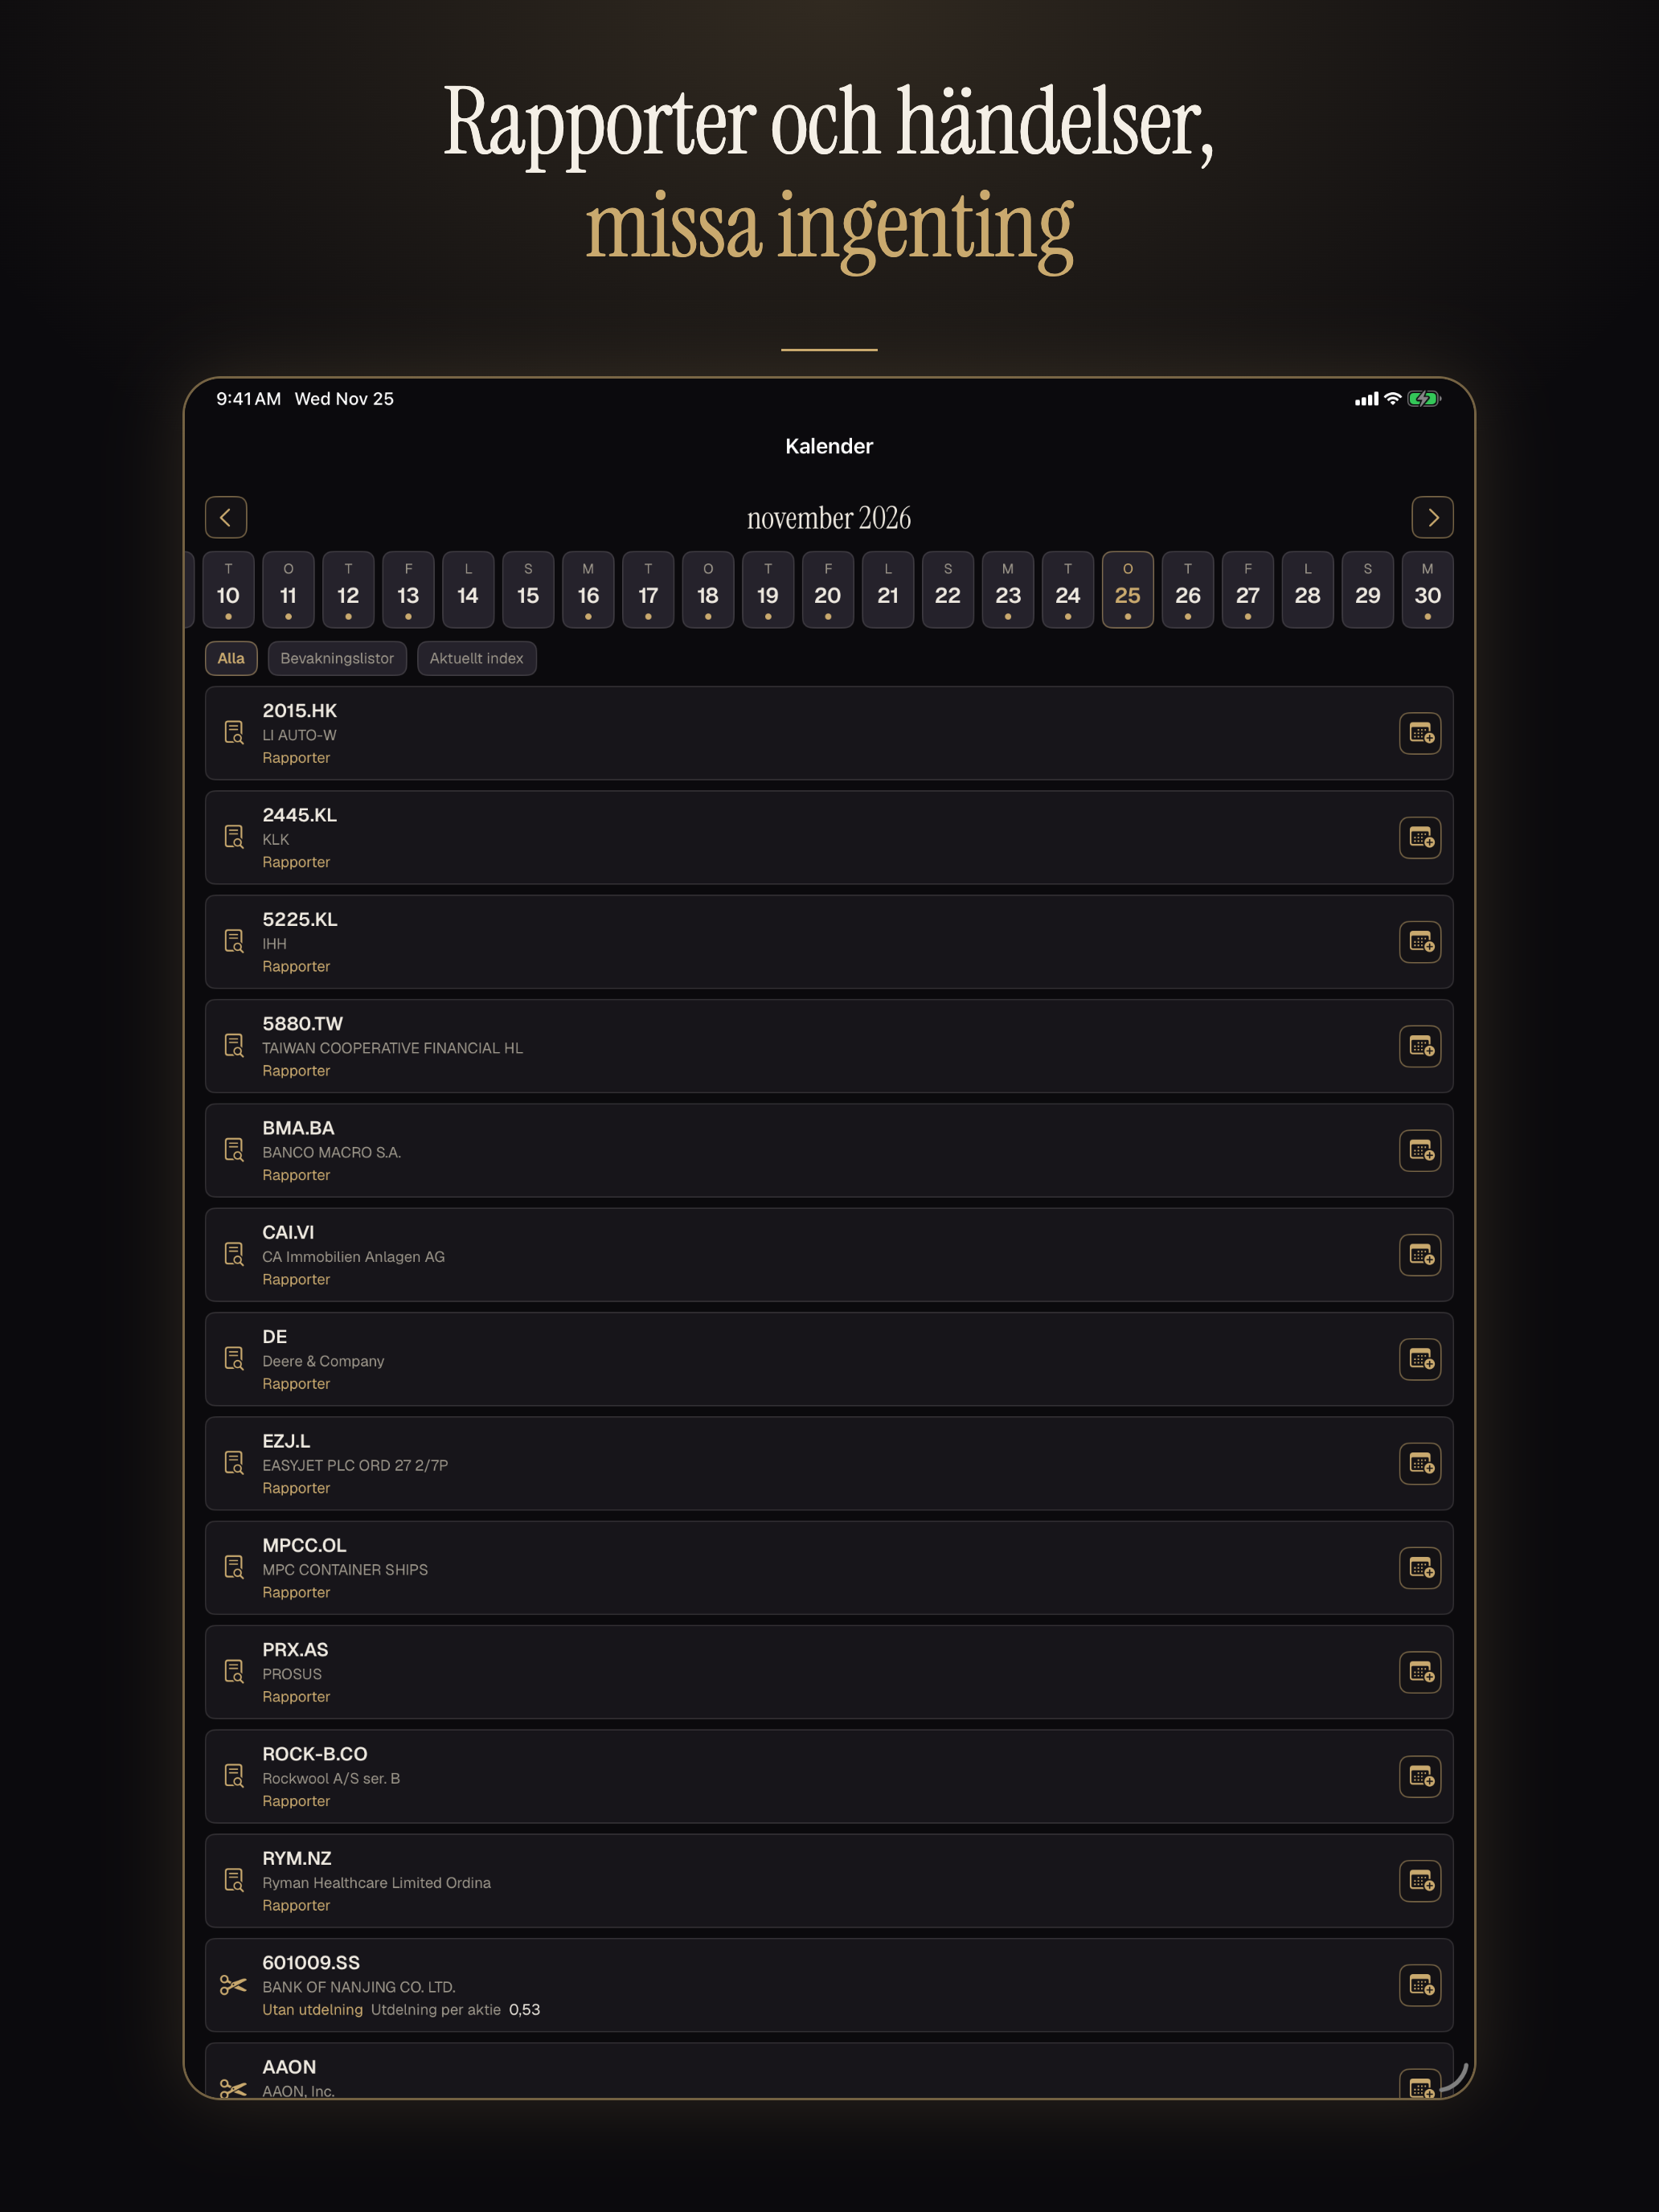 Rapporter och händelser,
missa ingenting
9:41 AM Wed Nov 25
Kalender
november 2026
T O T F L S M T O T F L S M T O T F L S M
10 11 12 13 14 15 16 17 18 19 20 21 22 23 24 25 26 27 28 29 30
Alla Bevakningslistor Aktuellt index
2015.HK
LI AUTO-W
Rapporter
2445.KL
KLK
Rapporter
5225.KL
IHH
Rapporter
5880.TW
TAIWAN COOPERATIVE FINANCIAL HL
Rapporter
BMA.BA
BANCO MACRO S.A.
Rapporter
CAI.VI
CA Immobilien Anlagen AG
Rapporter
DE
Deere & Company
Rapporter
EZJ.L
EASYJET PLC ORD 27 2/7P
Rapporter
MPCC.OL
MPC CONTAINER SHIPS
Rapporter
PRX.AS
PROSUS
Rapporter
ROCK-B.CO
Rockwool A/S ser. B
Rapporter
RYM.NZ
Ryman Healthcare Limited Ordina
Rapporter
601009.SS
BANK OF NANJING CO. LTD.
Utan utdelning Utdelning per aktie 0,53
AAON
AAON, Inc.